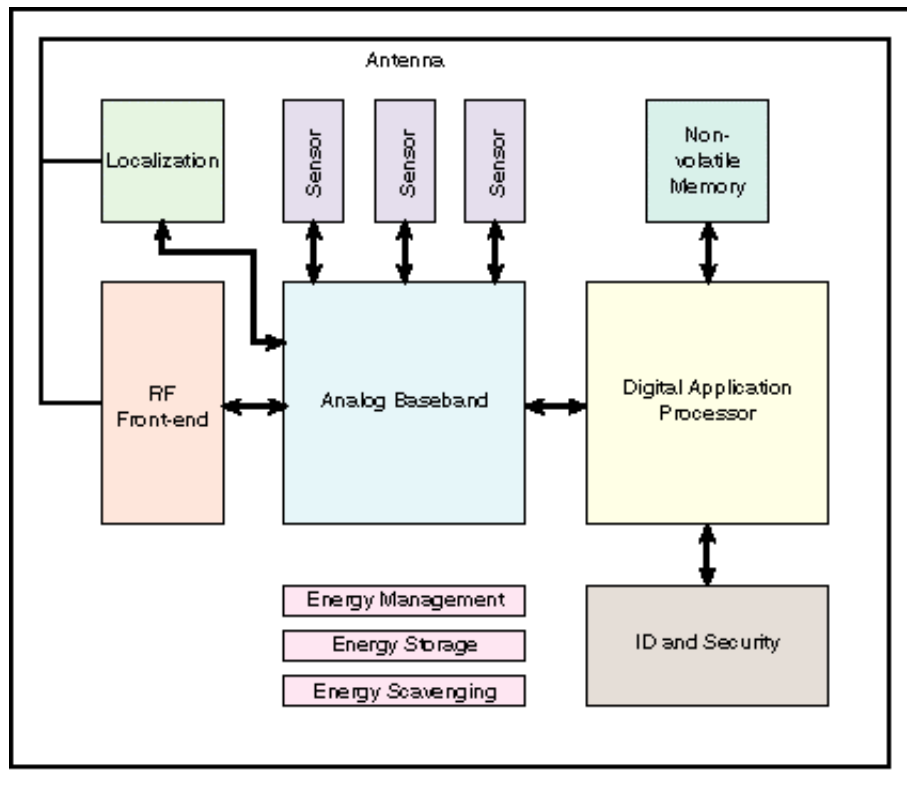 Antenna
Localization
Sensor
Sensor
Sensor
Non-
volatile
Memory
RF
Front-end
Analog Baseband
Digital Application
Processor
Energy Management
Energy Storage
Energy Scavenging
ID and Security